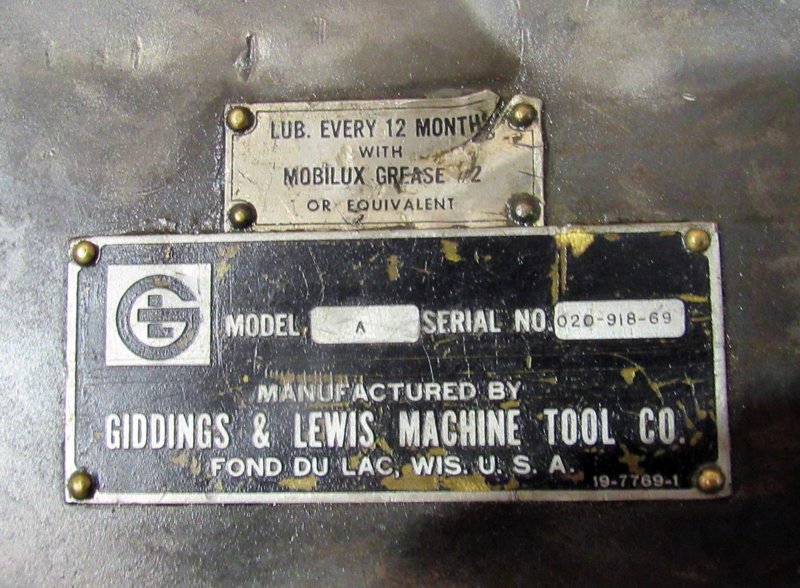 LUB. EVERY 12 MONTHS
WITH
MOBILUX GREASE #2
OR EQUIVALENT
G
MODEL A SERIAL NO. 020-918-69
MANUFACTURED BY
GIDDINGS & LEWIS MACHINE TOOL CO.
FOND DU LAC, WIS. U. S. A.
19-7769-1